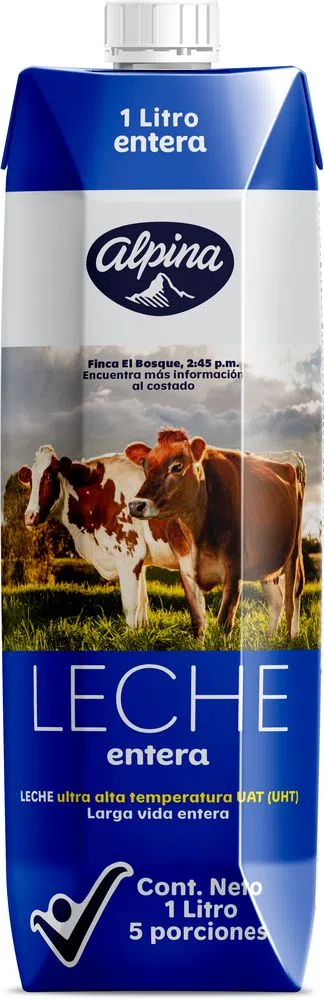 1 Litro
entera
alpina
Finca El Bosque, 2:45 p.m.
Encuentra más información
al costado
LECHE
entera
LECHE ultra alta temperatura UAT (UHT)
Larga vida entera
Cont. Neto
1 Litro
5 porciones